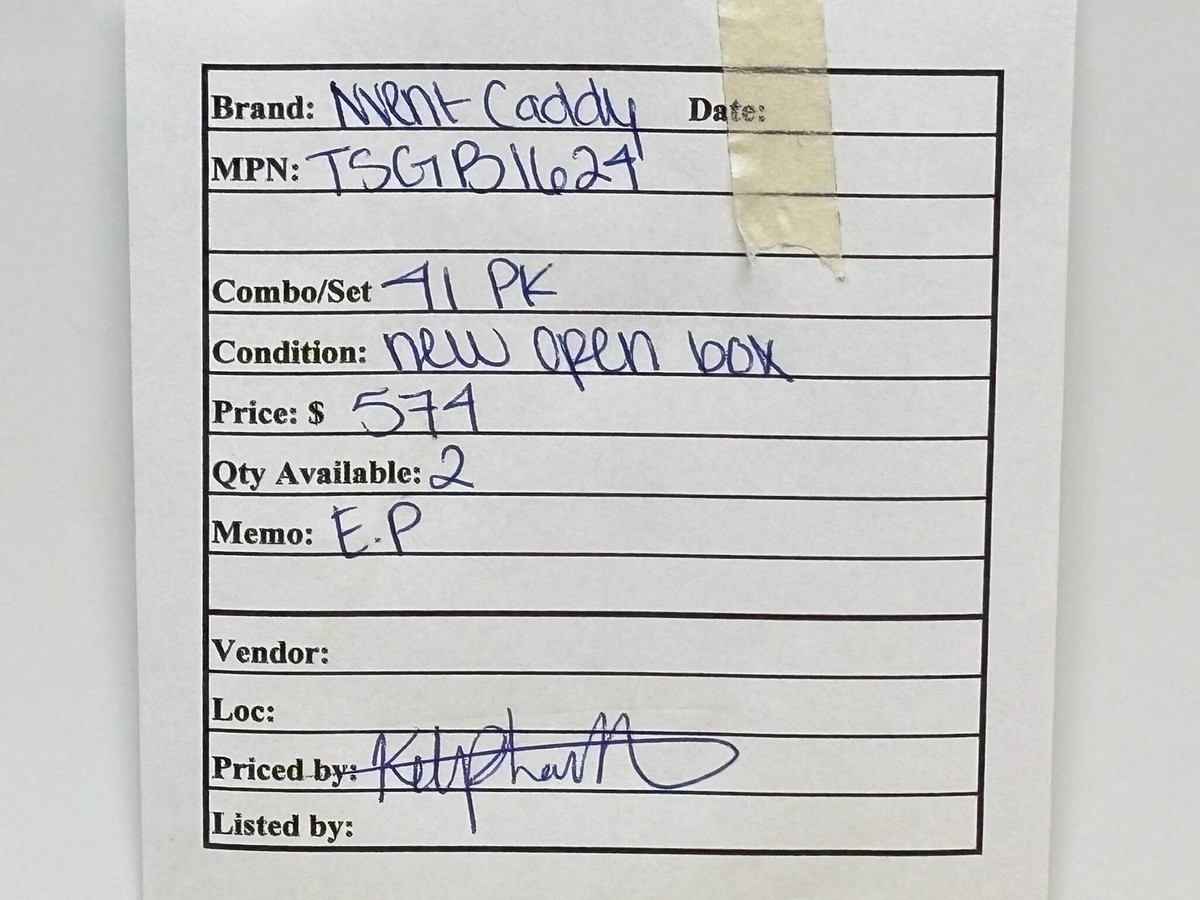 Brand: Nvent Caddy Date:
MPN: TSGB1624
Combo/Set 41 PK
Condition: new open box
Price: $ 574
Qty Available: 2
Memo: E.P
Vendor:
Loc:
Priced by:
Listed by: